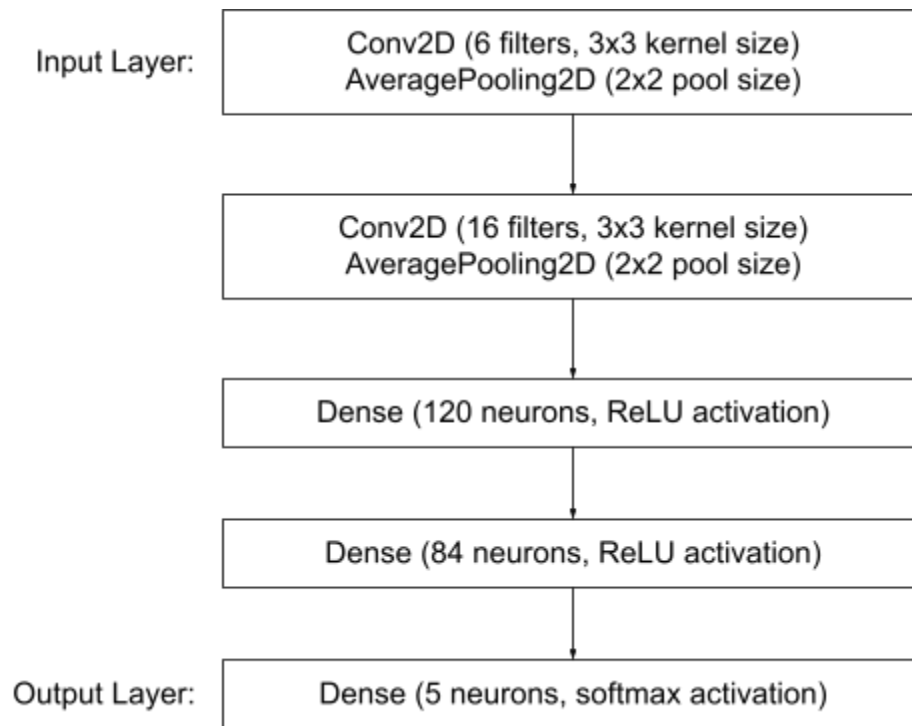 Input Layer:
Conv2D (6 filters, 3x3 kernel size)
AveragePooling2D (2x2 pool size)
Conv2D (16 filters, 3x3 kernel size)
AveragePooling2D (2x2 pool size)
Dense (120 neurons, ReLU activation)
Dense (84 neurons, ReLU activation)
Output Layer:
Dense (5 neurons, softmax activation)